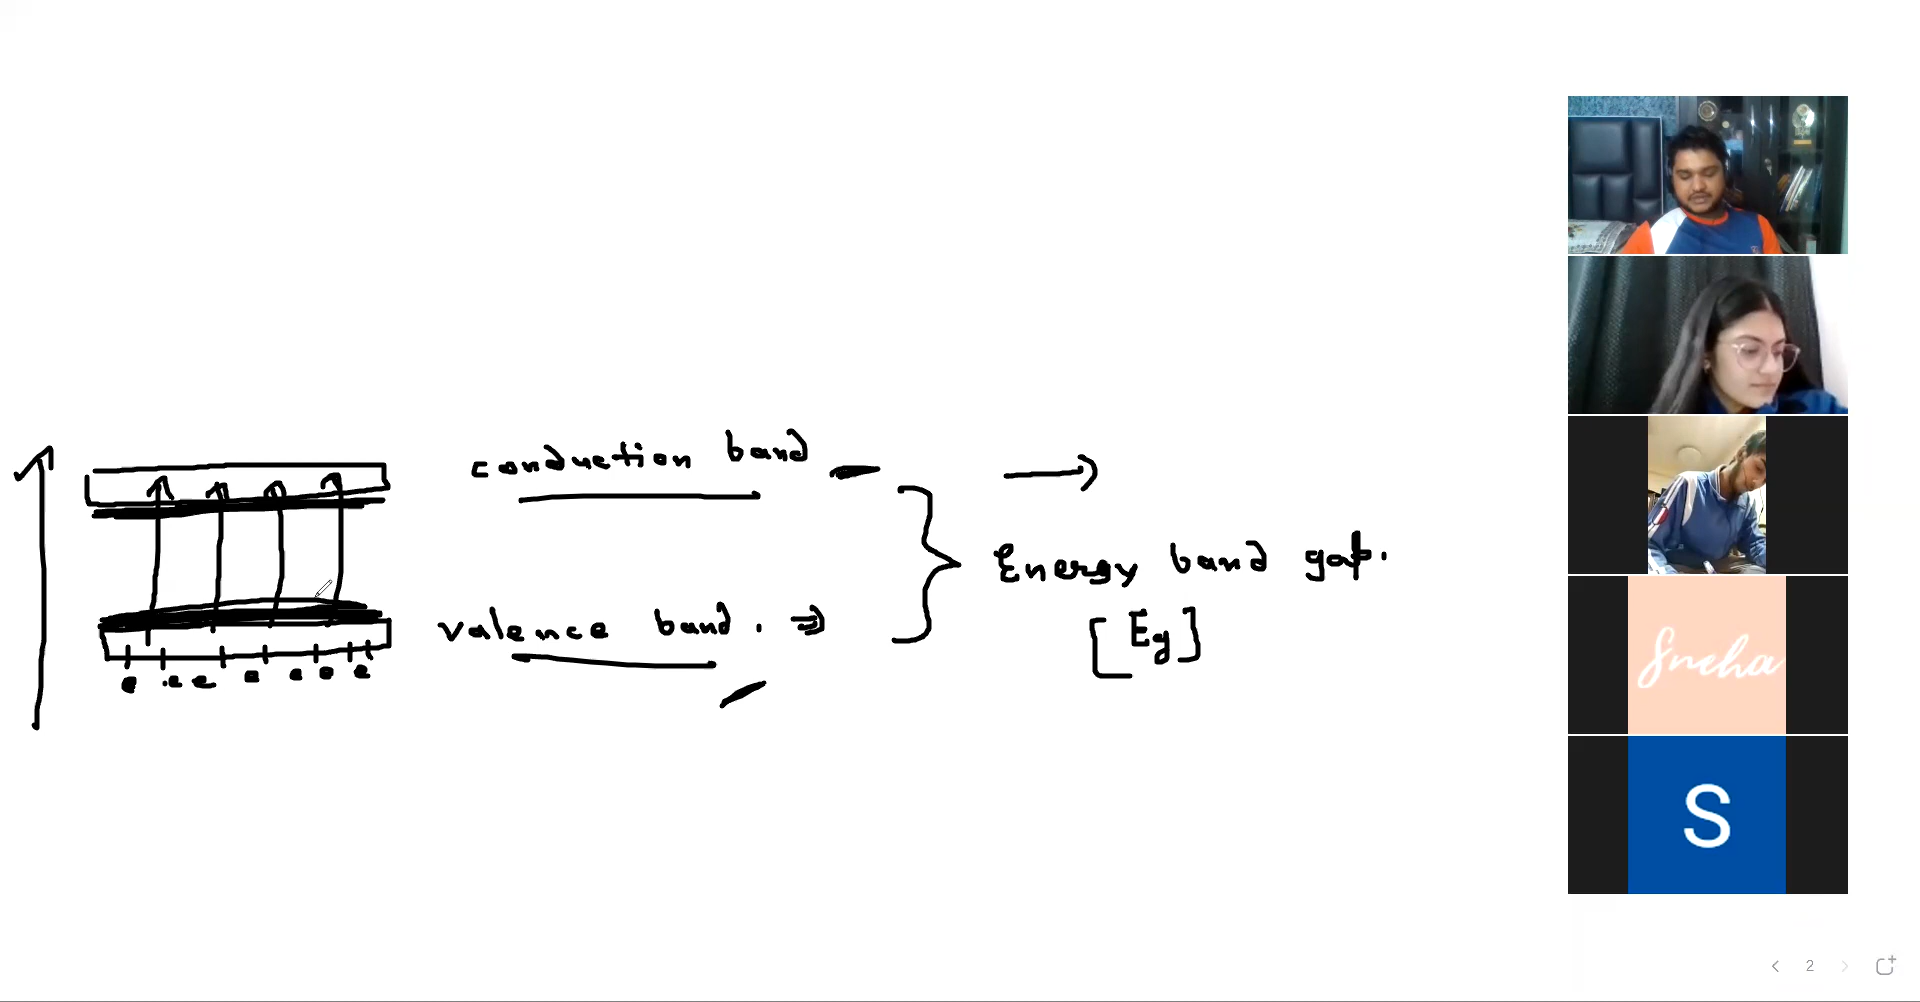 conduction band
valence band.
Energy band gap.
[Eg]
e e e e e e e
Sneha
S
2